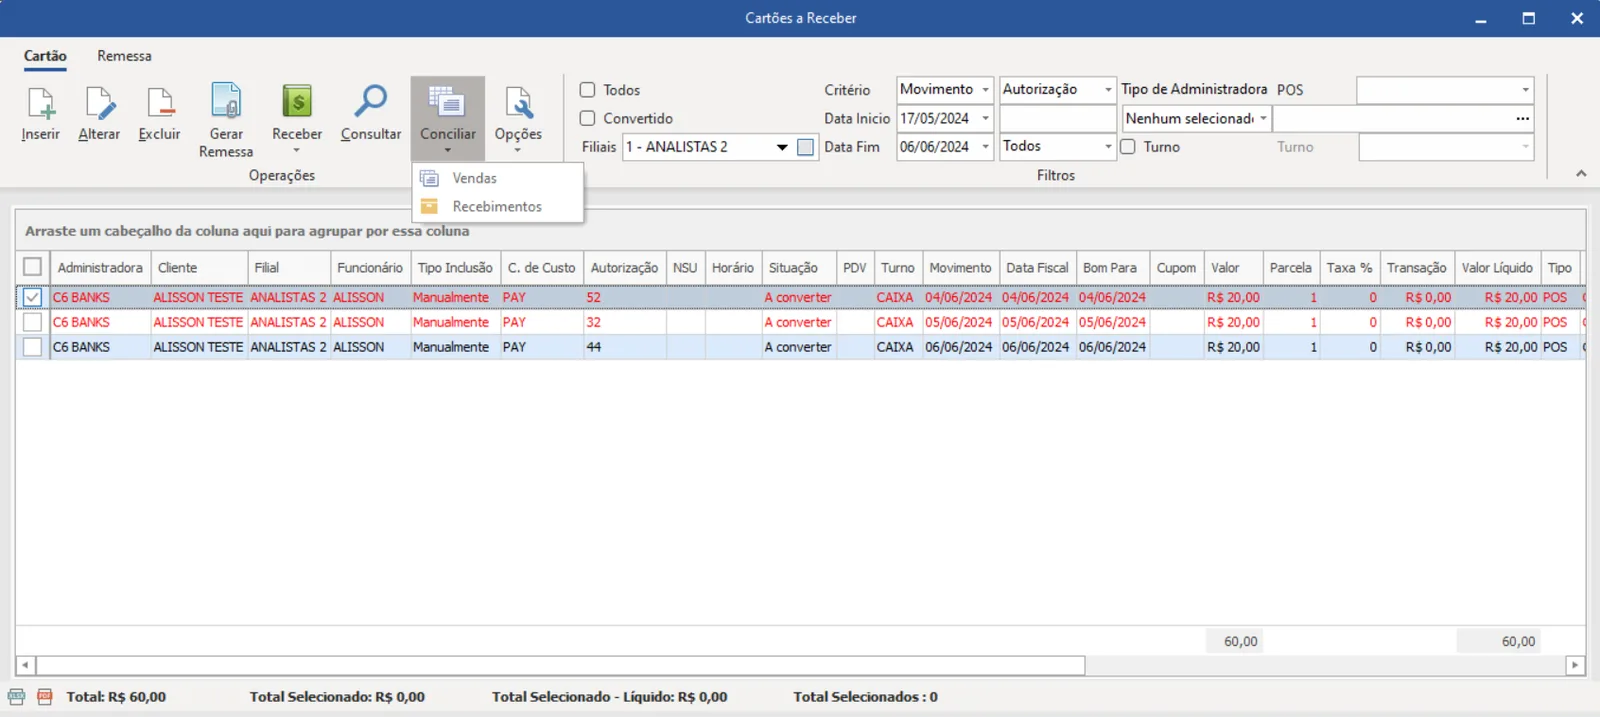 Cartões a Receber
Cartão Remessa
Inserir Alterar Excluir Gerar Remessa Receber Consultar Conciliar Opções
Operações
Vendas
Recebimentos
Todos
Convertido
Filiais 1 - ANALISTAS 2
Critério Movimento Autorização Tipo de Administradora POS
Data Inicio 17/05/2024 Nenhum selecionado ...
Data Fim 06/06/2024 Todos Turno Turno
Filtros
Arraste um cabeçalho da coluna aqui para agrupar por essa coluna
Administradora Cliente Filial Funcionário Tipo Inclusão C. de Custo Autorização NSU Horário Situação PDV Turno Movimento Data Fiscal Bom Para Cupom Valor Parcela Taxa % Transação Valor Líquido Tipo
C6 BANKS ALISSON TESTE ANALISTAS 2 ALISSON Manualmente PAY 52 A converter CAIXA 04/06/2024 04/06/2024 04/06/2024 R$ 20,00 1 0 R$ 0,00 R$ 20,00 POS
C6 BANKS ALISSON TESTE ANALISTAS 2 ALISSON Manualmente PAY 32 A converter CAIXA 05/06/2024 05/06/2024 05/06/2024 R$ 20,00 1 0 R$ 0,00 R$ 20,00 POS
C6 BANKS ALISSON TESTE ANALISTAS 2 ALISSON Manualmente PAY 44 A converter CAIXA 06/06/2024 06/06/2024 06/06/2024 R$ 20,00 1 0 R$ 0,00 R$ 20,00 POS
60,00 60,00
Total: R$ 60,00 Total Selecionado: R$ 0,00 Total Selecionado - Líquido: R$ 0,00 Total Selecionados : 0